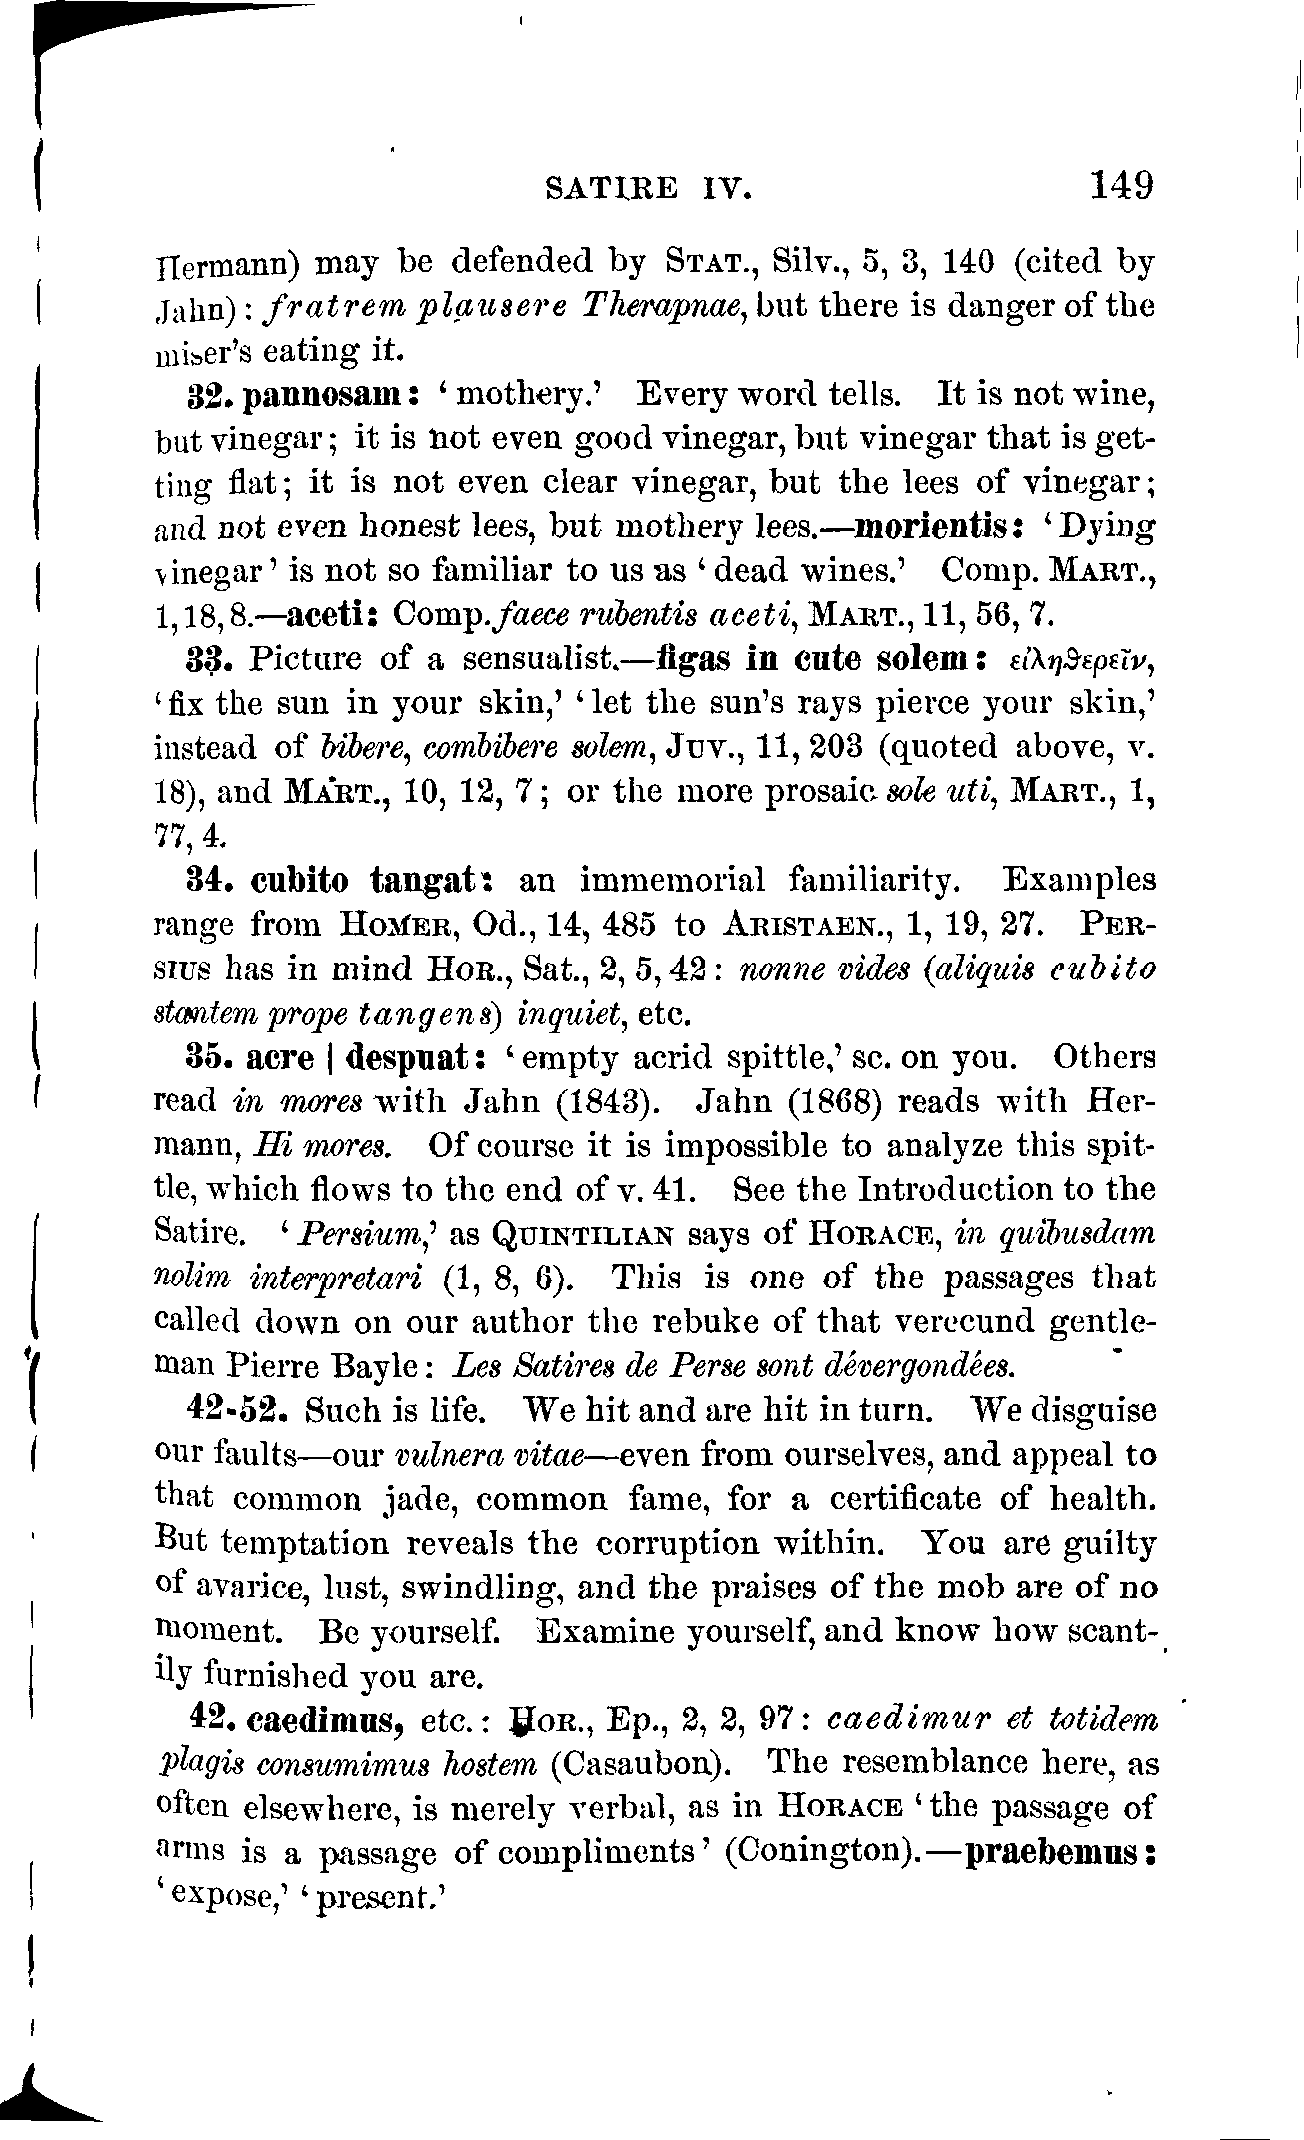 SATIRE IV. 149
Hermann) may be defended by STAT., Silv., 5, 3, 140 (cited by
Jahn): fratrem plausere Therapnae, but there is danger of the
miser's eating it.
32. pannosam: ‘mothery.’ Every word tells. It is not wine,
but vinegar; it is not even good vinegar, but vinegar that is get-
ting flat; it is not even clear vinegar, but the lees of vinegar;
and not even honest lees, but mothery lees.—morientis: ‘Dying
vinegar’ is not so familiar to us as ‘dead wines.’ Comp. MART.,
1, 18, 8.—aceti: Comp. faece rubentis aceti, MART., 11, 56, 7.
33. Picture of a sensualist.—figas in cute solem: εἱληϑερεῖν,
‘fix the sun in your skin,’ ‘let the sun's rays pierce your skin,’
instead of bibere, combibere solem, JUV., 11, 203 (quoted above, v.
18), and MART., 10, 12, 7; or the more prosaic sole uti, MART., 1,
77, 4.
34. cubito tangat: an immemorial familiarity. Examples
range from HOMER, Od., 14, 485 to ARISTAEN., 1, 19, 27. PER-
SIUS has in mind HOR., Sat., 2, 5, 42: nonne vides (aliquis cubito
stantem prope tangens) inquiet, etc.
35. acre | despuat: ‘empty acrid spittle,’ sc. on you. Others
read in mores with Jahn (1843). Jahn (1868) reads with Her-
mann, Hi mores. Of course it is impossible to analyze this spit-
tle, which flows to the end of v. 41. See the Introduction to the
Satire. ‘Persium,’ as QUINTILIAN says of HORACE, in quibusdam
nolim interpretari (1, 8, 6). This is one of the passages that
called down on our author the rebuke of that verecund gentle-
man Pierre Bayle: Les Satires de Perse sont dévergondées.
42-52. Such is life. We hit and are hit in turn. We disguise
our faults—our vulnera vitae—even from ourselves, and appeal to
that common jade, common fame, for a certificate of health.
But temptation reveals the corruption within. You are guilty
of avarice, lust, swindling, and the praises of the mob are of no
moment. Be yourself. Examine yourself, and know how scant-
ily furnished you are.
42. caedimus, etc.: HOR., Ep., 2, 2, 97: caedimur et totidem
plagis consumimus hostem (Casaubon). The resemblance here, as
often elsewhere, is merely verbal, as in HORACE ‘the passage of
arms is a passage of compliments’ (Conington).—praebemus:
‘expose,’ ‘present.’